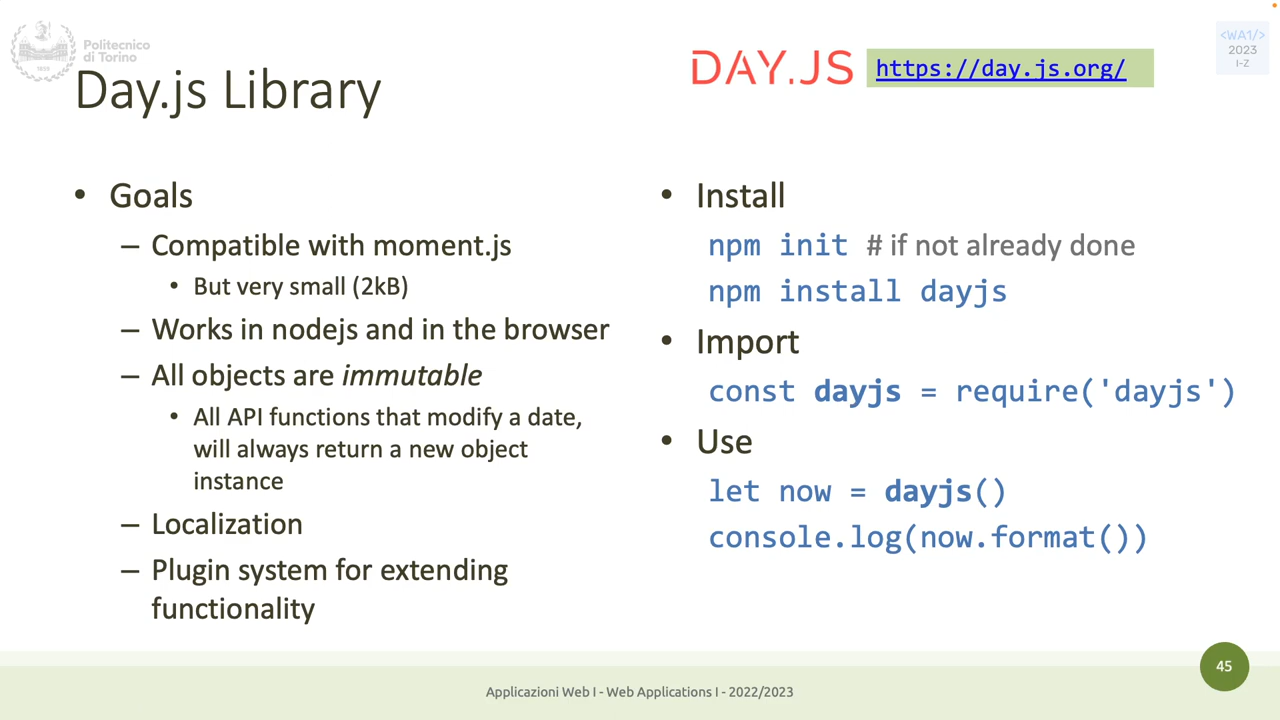 Politecnico
di Torino
1859
Day.js Library
DAY.JS
https://day.js.org/
<WA1/>
2023
I-Z
• Goals
– Compatible with moment.js
• But very small (2kB)
– Works in nodejs and in the browser
– All objects are immutable
• All API functions that modify a date,
will always return a new object
instance
– Localization
– Plugin system for extending
functionality
• Install
npm init # if not already done
npm install dayjs
• Import
const dayjs = require('dayjs')
• Use
let now = dayjs()
console.log(now.format())
45
Applicazioni Web I - Web Applications I - 2022/2023